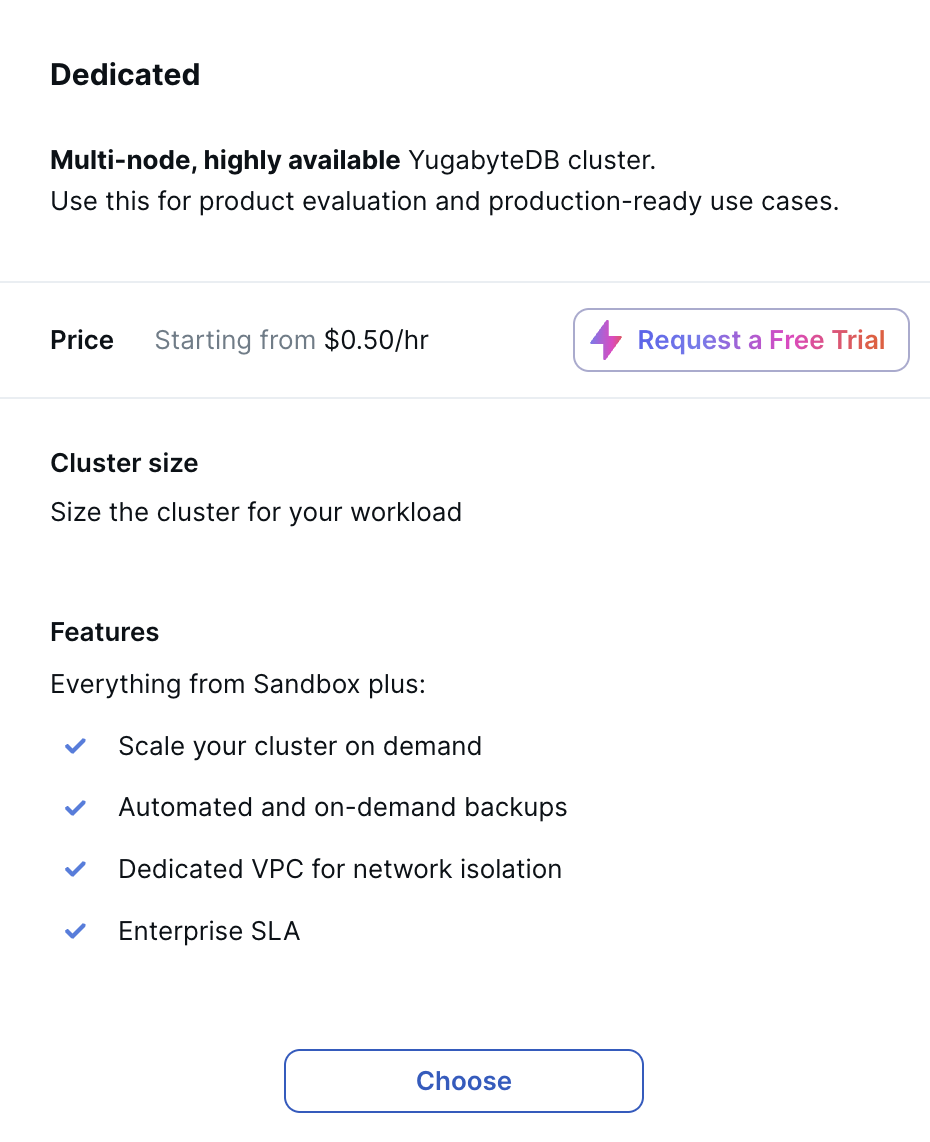 Dedicated
Multi-node, highly available YugabyteDB cluster.
Use this for product evaluation and production-ready use cases.
Price Starting from $0.50/hr Request a Free Trial
Cluster size
Size the cluster for your workload
Features
Everything from Sandbox plus:
Scale your cluster on demand
Automated and on-demand backups
Dedicated VPC for network isolation
Enterprise SLA
Choose